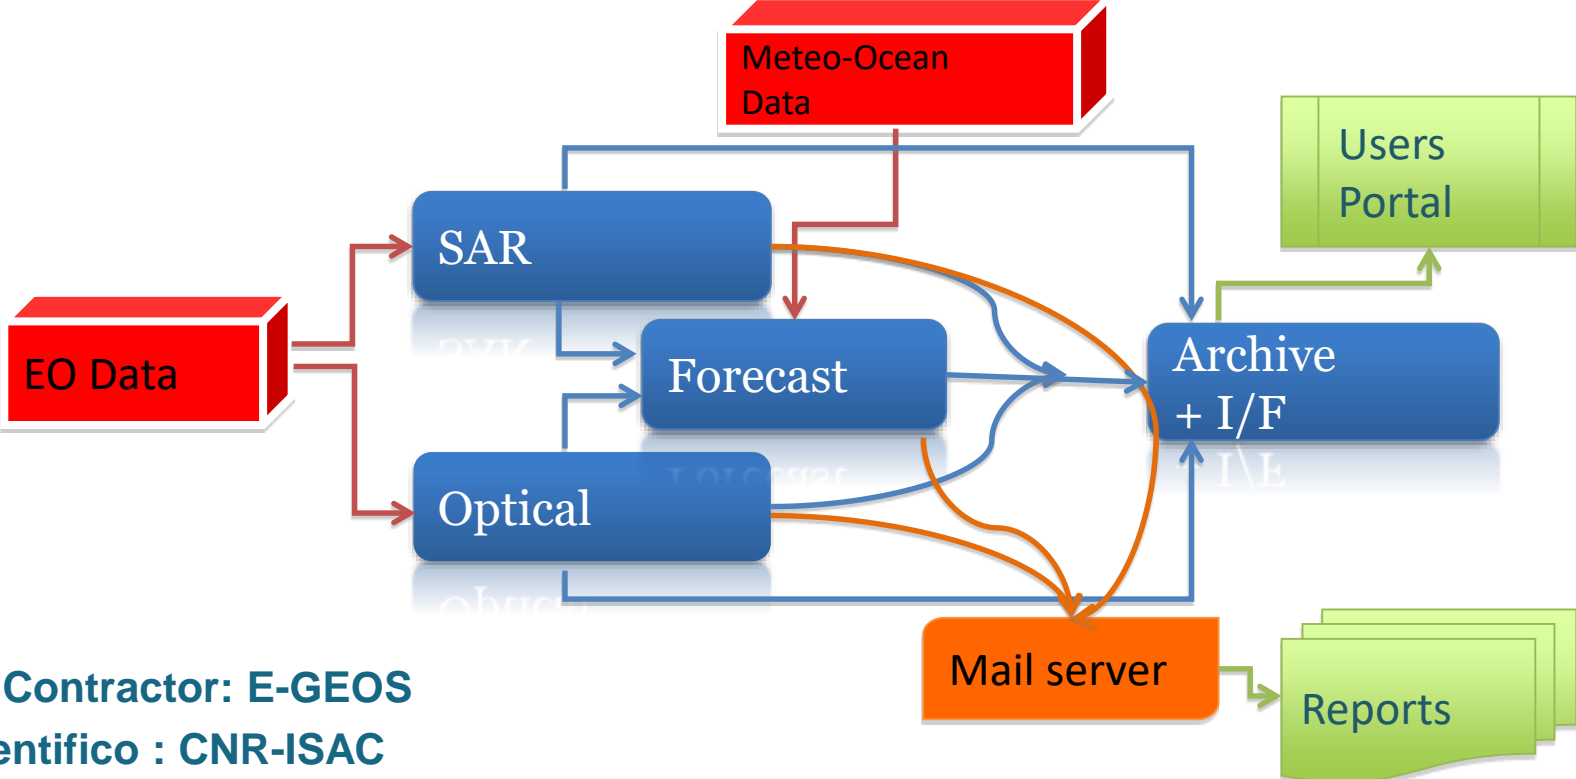 Meteo-Ocean
Data
Users
Portal
SAR
EO Data
Forecast
Archive
+ I/F
Optical
Mail server
Reports
Contractor: E-GEOS
entifico : CNR-ISAC